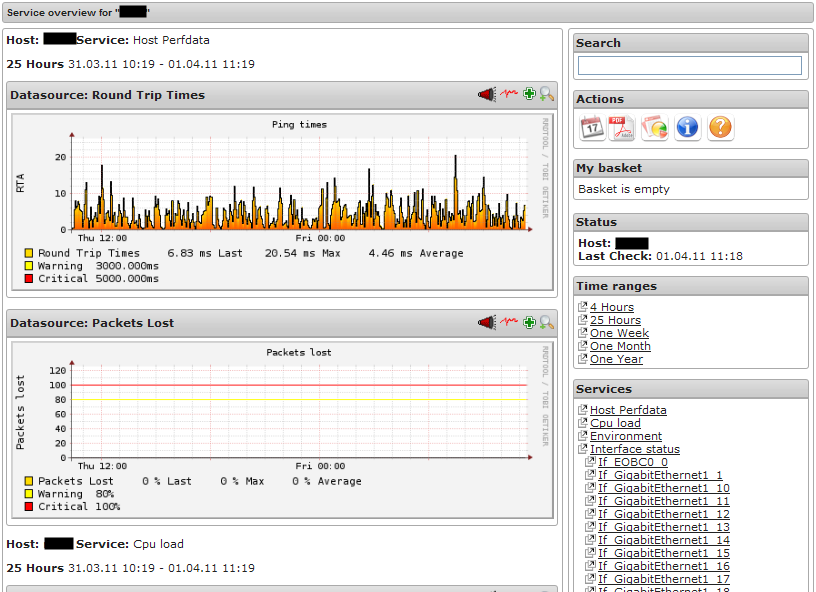 Service overview for " "
Host: Service: Host Perfdata
25 Hours 31.03.11 10:19 - 01.04.11 11:19
Datasource: Round Trip Times
Ping times
RRDTOOL / TOBI OETIKER
RTA
20
10
0
Thu 12:00 Fri 00:00
Round Trip Times 6.83 ms Last 20.54 ms Max 4.46 ms Average
Warning 3000.000ms
Critical 5000.000ms
Datasource: Packets Lost
Packets lost
RRDTOOL / TOBI OETIKER
Packets lost
120
100
80
60
40
20
0
Thu 12:00 Fri 00:00
Packets Lost 0 % Last 0 % Max 0 % Average
Warning 80%
Critical 100%
Host: Service: Cpu load
25 Hours 31.03.11 10:19 - 01.04.11 11:19
Search
Actions
17
PDF
My basket
Basket is empty
Status
Host:
Last Check: 01.04.11 11:18
Time ranges
4 Hours
25 Hours
One Week
One Month
One Year
Services
Host Perfdata
Cpu load
Environment
Interface status
If_EOBC0_0
If_GigabitEthernet1_1
If_GigabitEthernet1_10
If_GigabitEthernet1_11
If_GigabitEthernet1_12
If_GigabitEthernet1_13
If_GigabitEthernet1_14
If_GigabitEthernet1_15
If_GigabitEthernet1_16
If_GigabitEthernet1_17
If_GigabitEthernet1_18